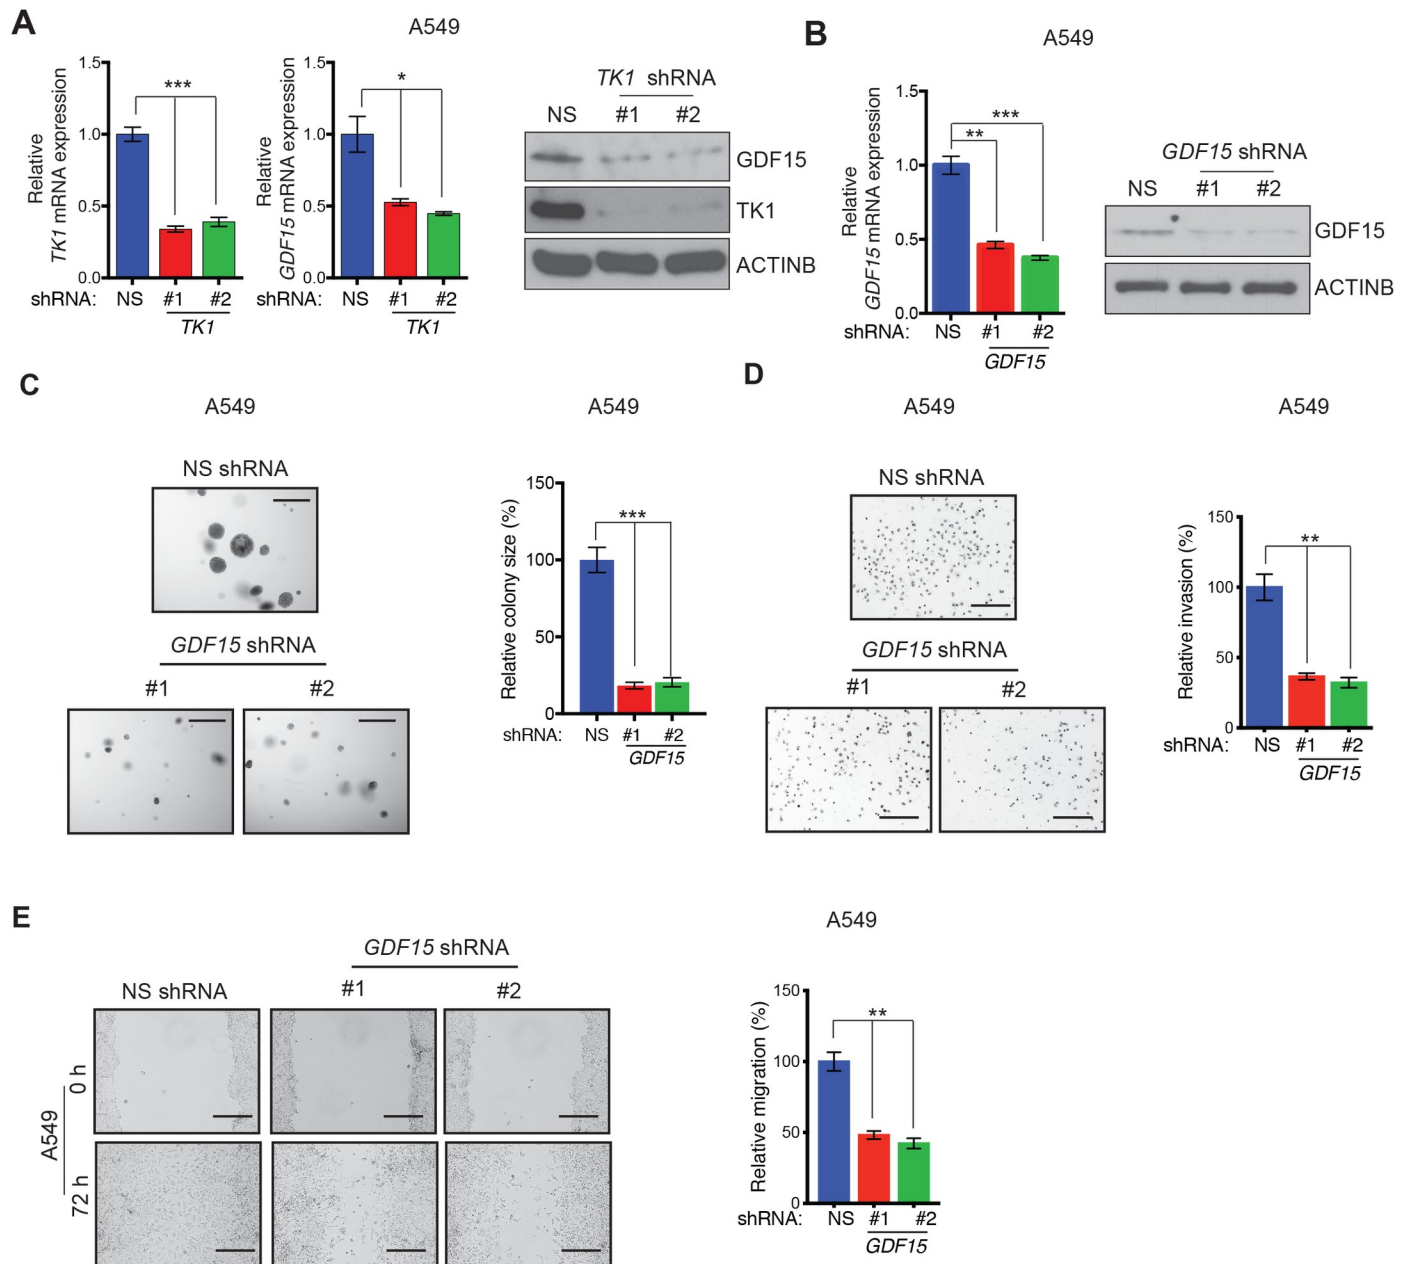 A
A549
Relative
TK1 mRNA expression
1.5
1.0
0.5
0.0
***
shRNA: NS #1 #2
TK1
Relative
GDF15 mRNA expression
1.5
1.0
0.5
0.0
*
NS #1 #2
shRNA:
TK1
TK1 shRNA
NS #1 #2
GDF15
TK1
ACTINB
B
A549
Relative
GDF15 mRNA expression
1.5
1.0
0.5
0.0
***
**
shRNA: NS #1 #2
GDF15
GDF15 shRNA
NS #1 #2
GDF15
ACTINB
C
A549
NS shRNA
GDF15 shRNA
#1 #2
A549
Relative colony size (%)
150
100
50
0
***
shRNA: NS #1 #2
GDF15
D
A549
NS shRNA
GDF15 shRNA
#1 #2
A549
Relative invasion (%)
150
100
50
0
**
shRNA: NS #1 #2
GDF15
E
GDF15 shRNA
NS shRNA #1 #2
A549
0 h
72 h
A549
Relative migration (%)
150
100
50
0
**
shRNA: NS #1 #2
GDF15